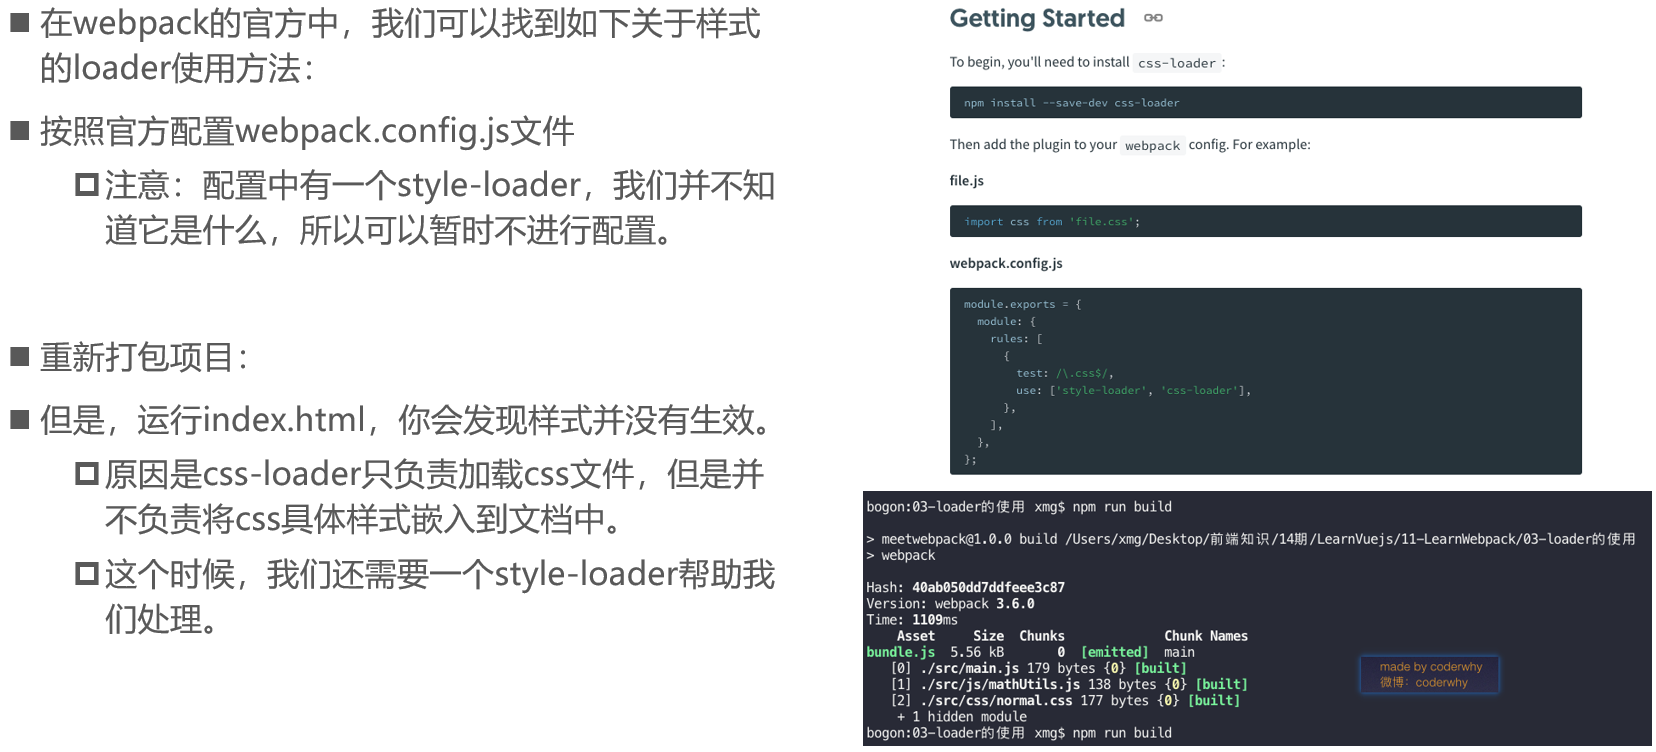 ■ 在webpack的官方中，我们可以找到如下关于样式
的loader使用方法：
■ 按照官方配置webpack.config.js文件
注意：配置中有一个style-loader，我们并不知
道它是什么，所以可以暂时不进行配置。
■ 重新打包项目：
■ 但是，运行index.html，你会发现样式并没有生效。
原因是css-loader只负责加载css文件，但是并
不负责将css具体样式嵌入到文档中。
这个时候，我们还需要一个style-loader帮助我
们处理。
Getting Started
To begin, you'll need to install css-loader :
npm install --save-dev css-loader
Then add the plugin to your webpack config. For example:
file.js
import css from 'file.css';
webpack.config.js
module.exports = {
  module: {
    rules: [
      {
        test: /\.css$/,
        use: ['style-loader', 'css-loader'],
      },
    ],
  },
};
bogon:03-loader的使用 xmg$ npm run build
> meetwebpack@1.0.0 build /Users/xmg/Desktop/前端知识/14期/LearnVuejs/11-LearnWebpack/03-loader的使用
> webpack
Hash: 40ab050dd7ddfeee3c87
Version: webpack 3.6.0
Time: 1109ms
    Asset     Size  Chunks             Chunk Names
bundle.js  5.56 kB       0  [emitted]  main
   [0] ./src/main.js 179 bytes {0} [built]
   [1] ./src/js/mathUtils.js 138 bytes {0} [built]
   [2] ./src/css/normal.css 177 bytes {0} [built]
    + 1 hidden module
bogon:03-loader的使用 xmg$ npm run build
made by coderwhy
微博：coderwhy